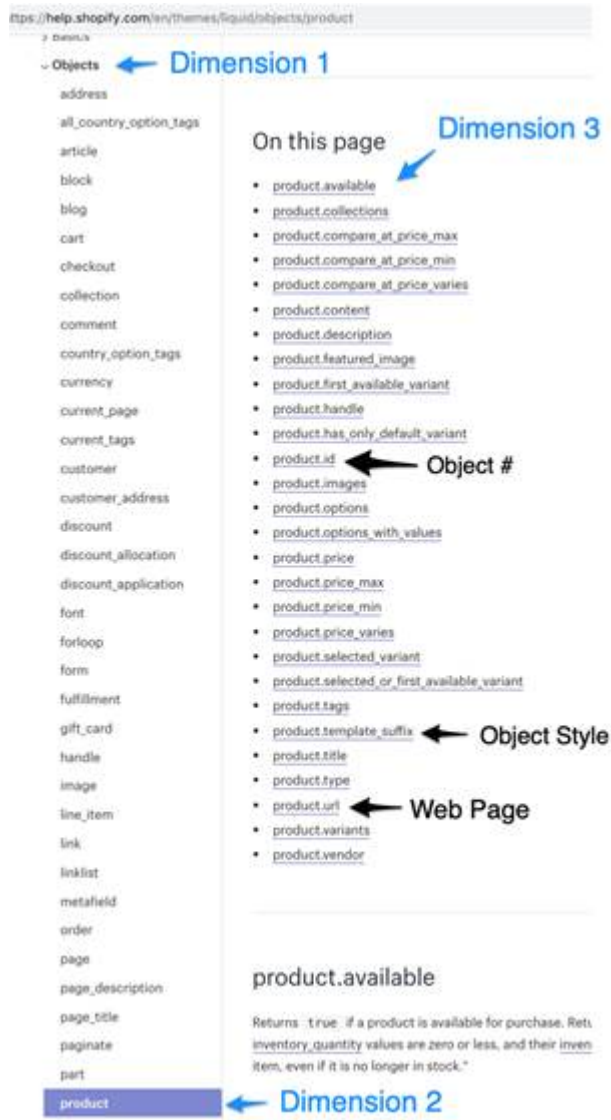 ttps://help.shopify.com/en/themes/liquid/objects/product
Basics
Objects
Dimension 1
address
all_country_option_tags
article
block
blog
cart
checkout
collection
comment
country_option_tags
currency
current_page
current_tags
customer
customer_address
discount
discount_allocation
discount_application
font
forloop
form
fulfillment
gift_card
handle
image
line_item
link
linklist
metafield
order
page
page_description
page_title
paginate
part
product
Dimension 2
On this page
Dimension 3
product.available
product.collections
product.compare_at_price_max
product.compare_at_price_min
product.compare_at_price_varies
product.content
product.description
product.featured_image
product.first_available_variant
product.handle
product.has_only_default_variant
product.id
Object #
product.images
product.options
product.options_with_values
product.price
product.price_max
product.price_min
product.price_varies
product.selected_variant
product.selected_or_first_available_variant
product.tags
product.template_suffix
Object Style
product.title
product.type
product.url
Web Page
product.variants
product.vendor
product.available
Returns true if a product is available for purchase. Retu
inventory_quantity values are zero or less, and their inven
item, even if it is no longer in stock."